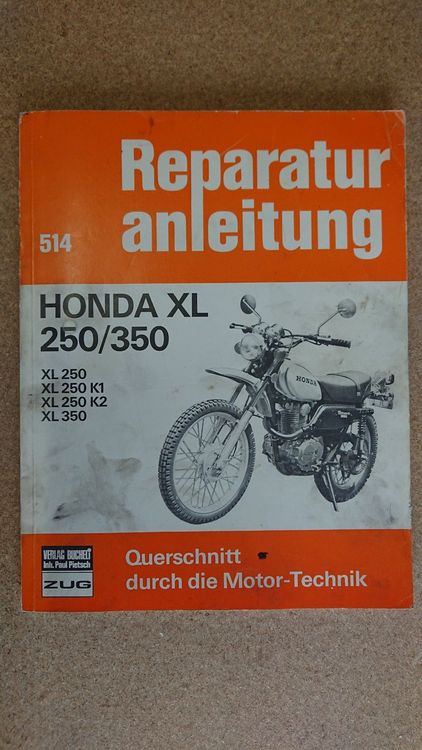 Reparatur
anleitung
514
HONDA XL
250/350
XL 250
XL 250 K1
XL 250 K2
XL 350
HONDA
VERLAG BUCHELI
Inh. Paul Pietsch
ZUG
Querschnitt
durch die Motor-Technik